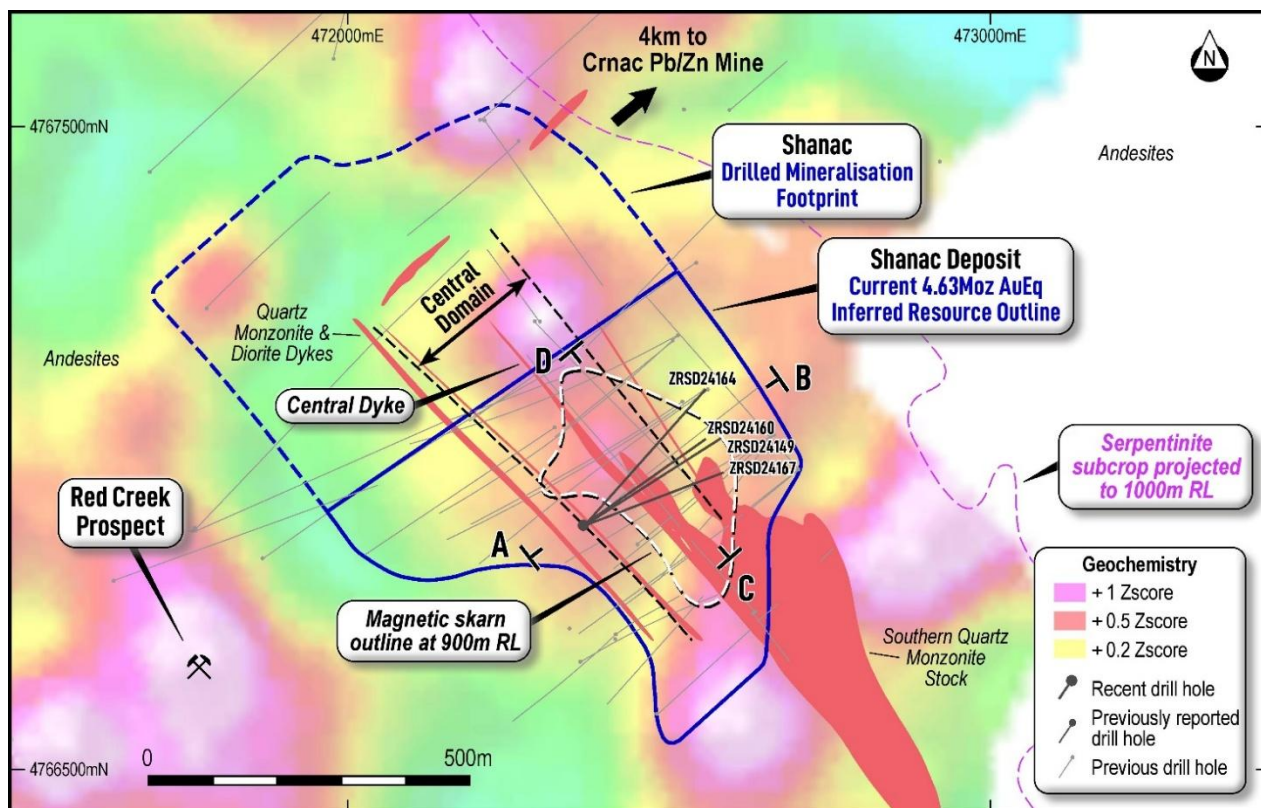 472000mE
473000mE
4km to
Crnac Pb/Zn Mine
N
4767500mN
Shanac
Drilled Mineralisation
Footprint
Andesites
Shanac Deposit
Current 4.63Moz AuEq
Inferred Resource Outline
Central
Domain
Quartz
Monzonite &
Diorite Dykes
Andesites
D
B
ZRSD24164
Central Dyke
ZRSD24160
ZRSD24149
ZRSD24167
Serpentinite
subcrop projected
to 1000m RL
Red Creek
Prospect
A
C
Magnetic skarn
outline at 900m RL
Southern Quartz
Monzonite
Stock
Geochemistry
+ 1 Zscore
+ 0.5 Zscore
+ 0.2 Zscore
Recent drill hole
Previously reported
drill hole
Previous drill hole
0
500m
4766500mN